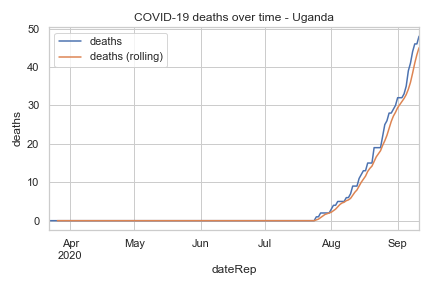 COVID-19 deaths over time - Uganda
deaths
deaths (rolling)
50
40
30
20
10
0
deaths
Apr
2020
May
Jun
Jul
Aug
Sep
dateRep